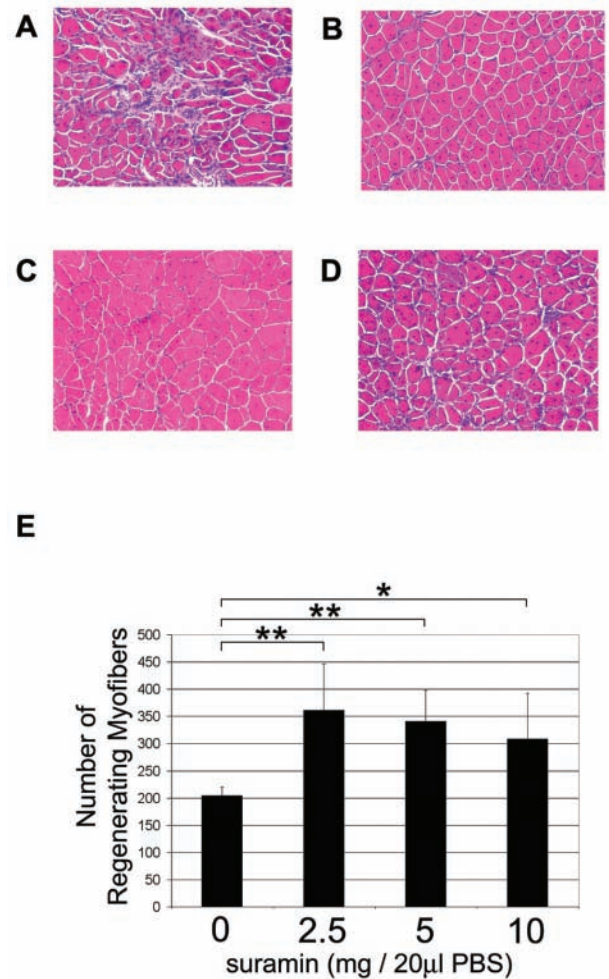 A
B
C
D
E
*
**
**
Number of
Regenerating Myofibers
500
450
400
350
300
250
200
150
100
50
0
0 2.5 5 10
suramin (mg / 20μl PBS)